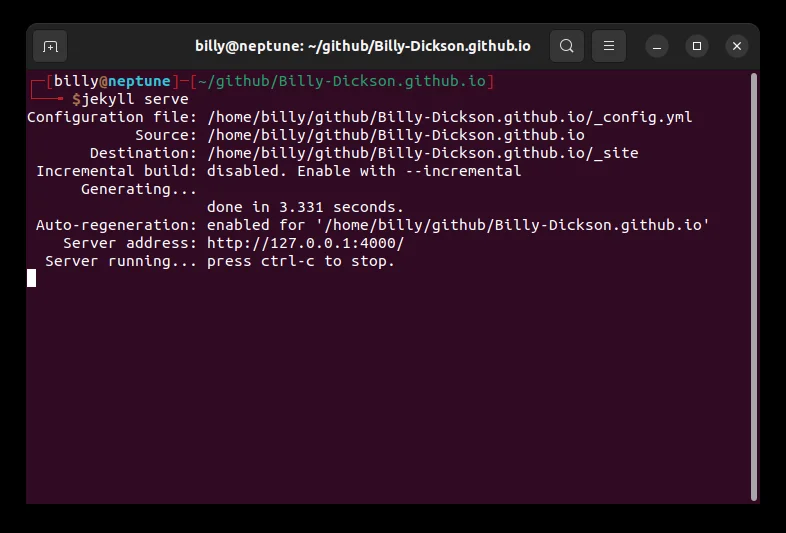 billy@neptune: ~/github/Billy-Dickson.github.io
┌─[billy@neptune]─[~/github/Billy-Dickson.github.io]
└──╼ $jekyll serve
Configuration file: /home/billy/github/Billy-Dickson.github.io/_config.yml
Source: /home/billy/github/Billy-Dickson.github.io
Destination: /home/billy/github/Billy-Dickson.github.io/_site
Incremental build: disabled. Enable with --incremental
Generating...
done in 3.331 seconds.
Auto-regeneration: enabled for '/home/billy/github/Billy-Dickson.github.io'
Server address: http://127.0.0.1:4000/
Server running... press ctrl-c to stop.